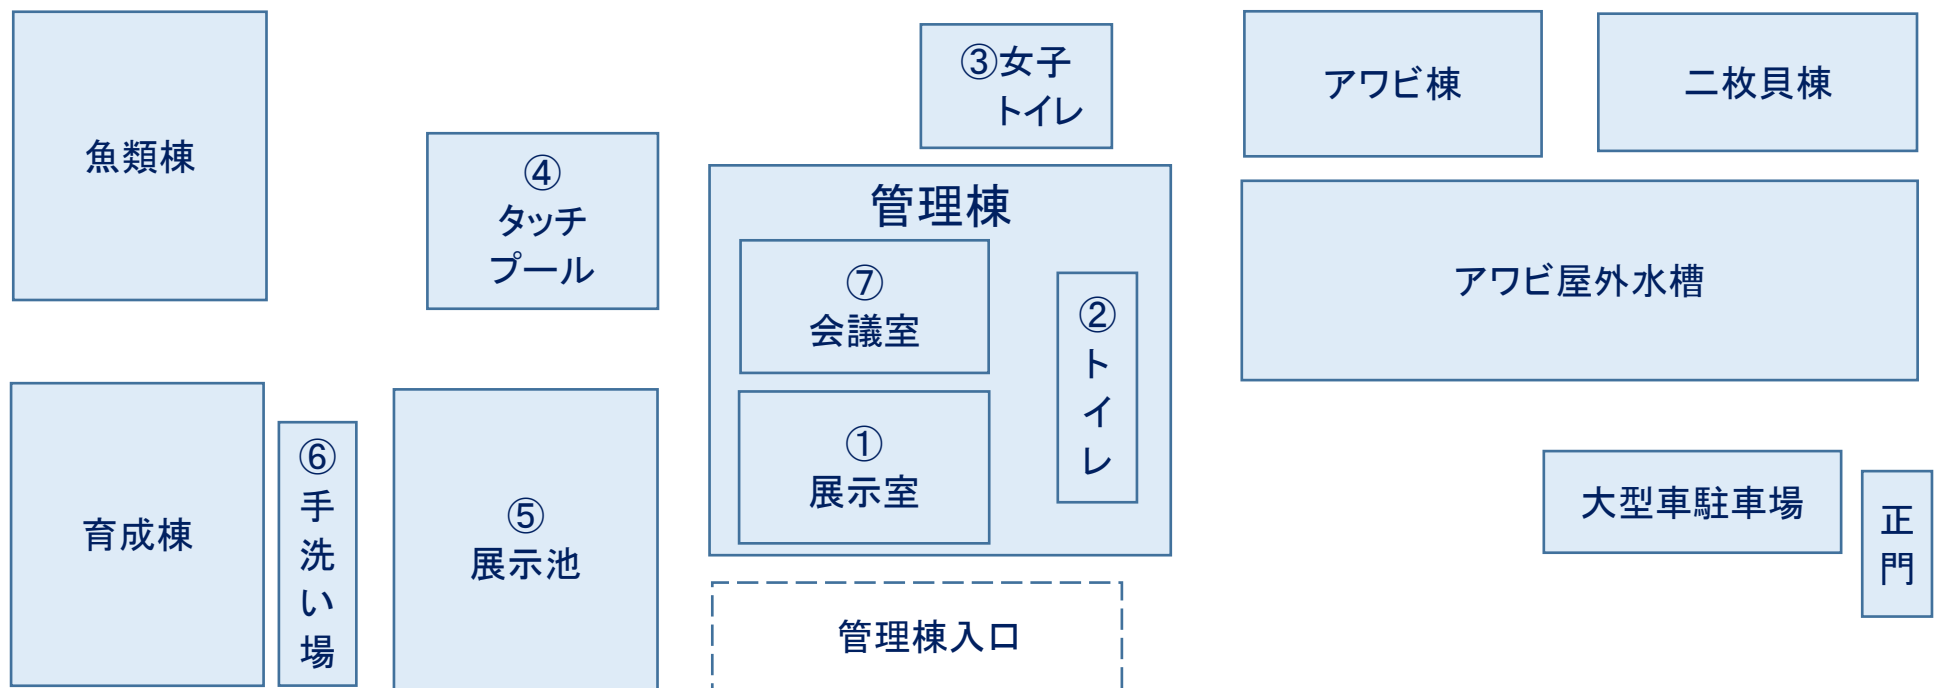 魚類棟
④
タッチ
プール
③女子
トイレ
アワビ棟
二枚貝棟
管理棟
⑦
会議室
②
ト
イ
レ
①
展示室
アワビ屋外水槽
育成棟
⑥
手
洗
い
場
⑤
展示池
管理棟入口
大型車駐車場
正
門